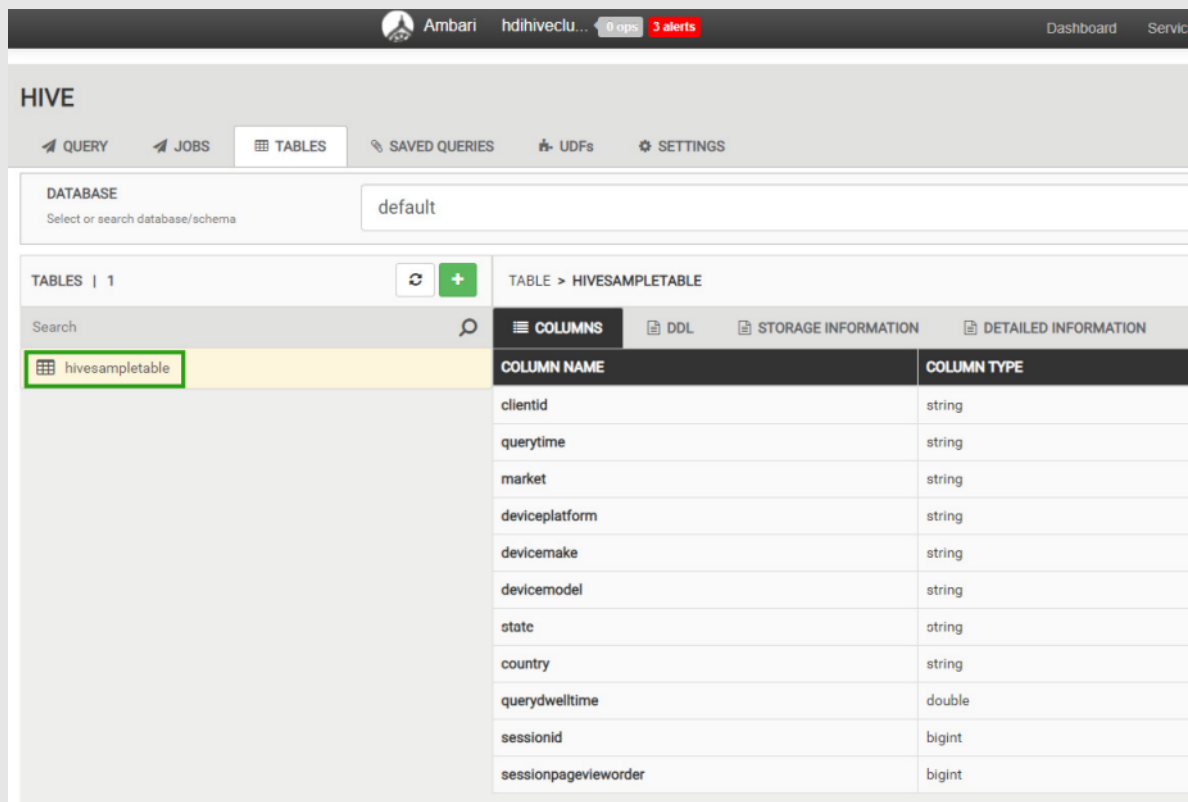 Ambari hdihiveclu... 0 ops 3 alerts Dashboard Servic
HIVE
QUERY JOBS TABLES SAVED QUERIES UDFs SETTINGS
DATABASE
Select or search database/schema
default
TABLES | 1
TABLE > HIVESAMPLETABLE
Search
COLUMNS DDL STORAGE INFORMATION DETAILED INFORMATION
hivesampletable
COLUMN NAME COLUMN TYPE
clientid string
querytime string
market string
deviceplatform string
devicemake string
devicemodel string
state string
country string
querydwelltime double
sessionid bigint
sessionpagevieworder bigint